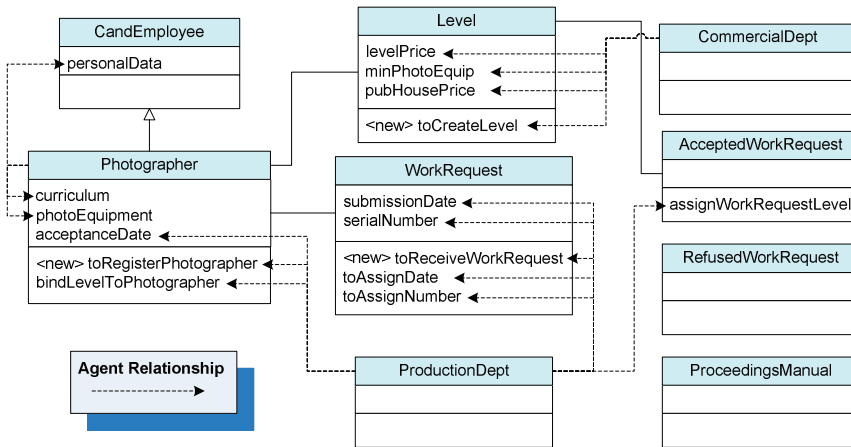 CandEmployee
personalData
Level
levelPrice
minPhotoEquip
pubHousePrice
<new> toCreateLevel
CommercialDept
Photographer
curriculum
photoEquipment
acceptanceDate
<new> toRegisterPhotographer
bindLevelToPhotographer
WorkRequest
submissionDate
serialNumber
<new> toReceiveWorkRequest
toAssignDate
toAssignNumber
AcceptedWorkRequest
assignWorkRequestLevel
RefusedWorkRequest
Agent Relationship
ProductionDept
ProceedingsManual